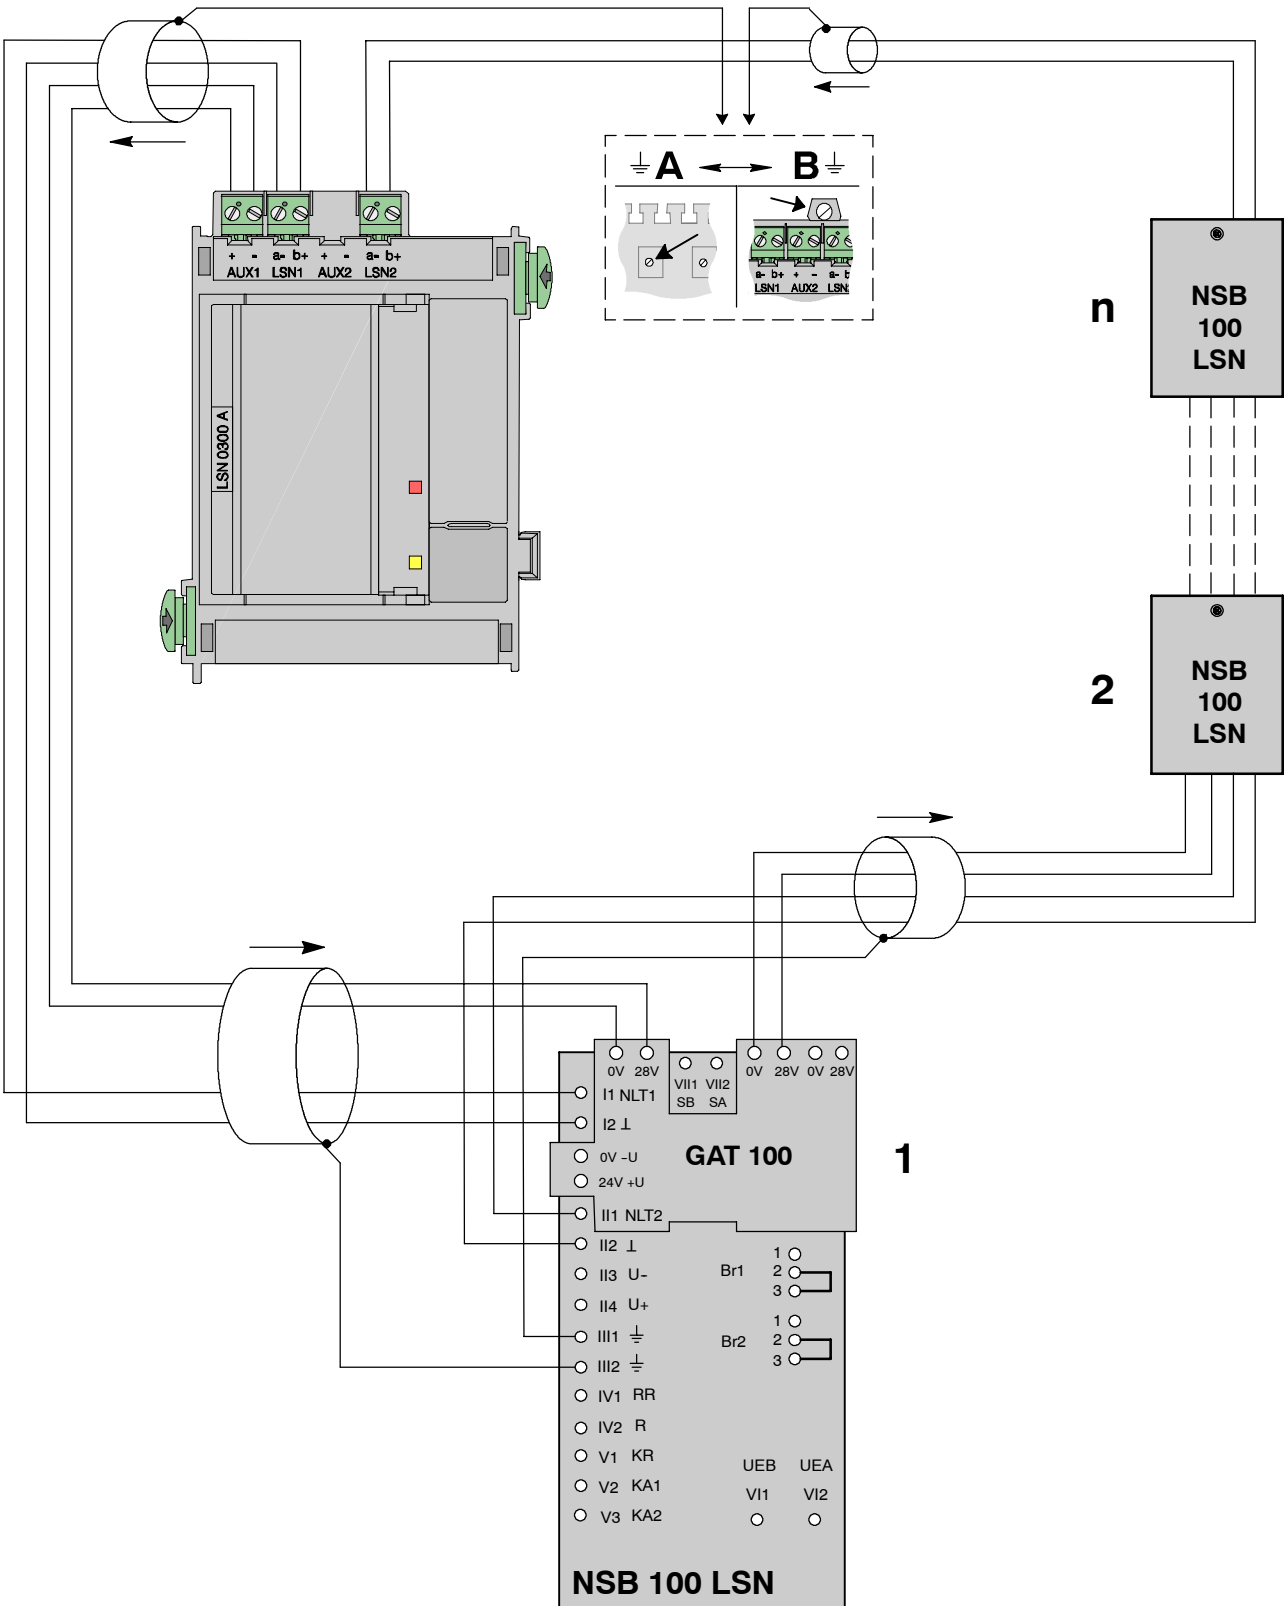 A B
+ - a- b+ + - a- b+
AUX1 LSN1 AUX2 LSN2
a- b+ + - a- b
LSN1 AUX2 LSN
LSN 0300 A
n
NSB
100
LSN
2
NSB
100
LSN
0V 28V
VII1 VII2
SB SA
0V 28V 0V 28V
I1 NLT1
I2 ⊥
0V -U
24V +U
GAT 100
1
II1 NLT2
II2 ⊥
II3 U-
II4 U+
III1
III2
IV1 RR
IV2 R
V1 KR
V2 KA1
V3 KA2
Br1
1
2
3
Br2
1
2
3
UEB UEA
VI1 VI2
NSB 100 LSN